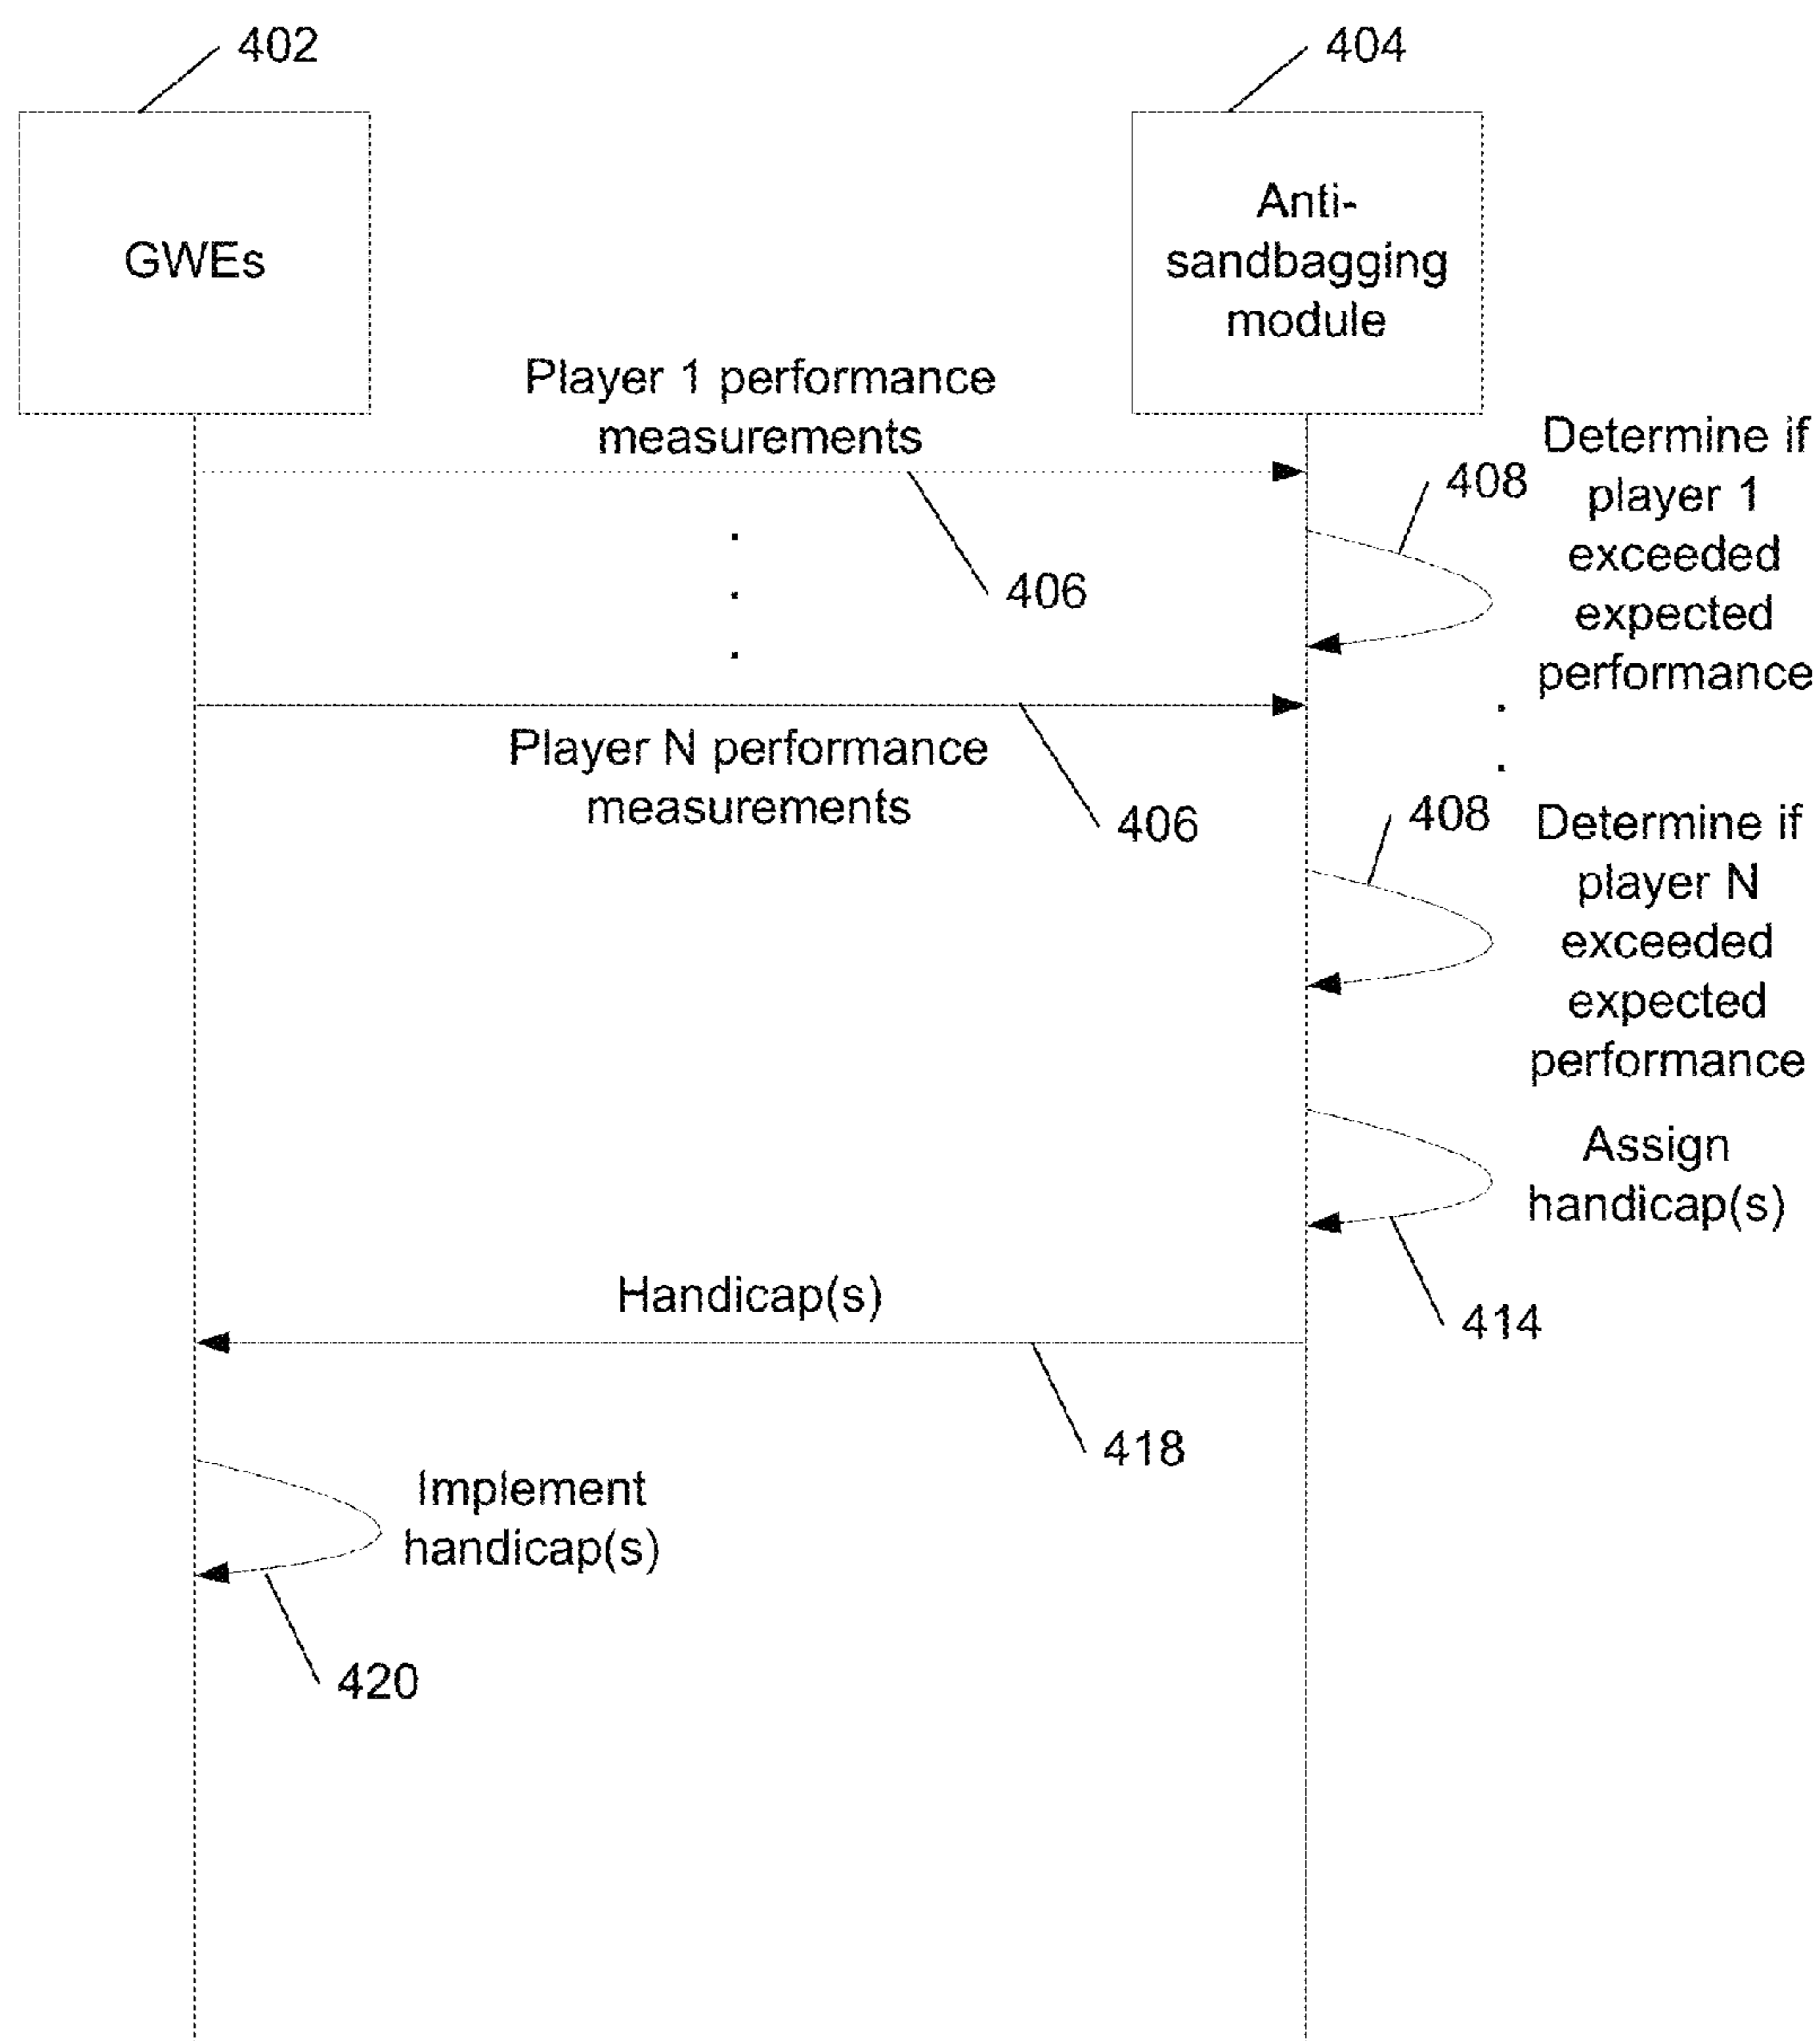 402
404
GWEs
Anti-
sandbagging
module
Player 1 performance
measurements
406
408
Determine if
player 1
exceeded
expected
performance
Player N performance
measurements
406
408
Determine if
player N
exceeded
expected
performance
Assign
handicap(s)
414
Handicap(s)
418
Implement
handicap(s)
420